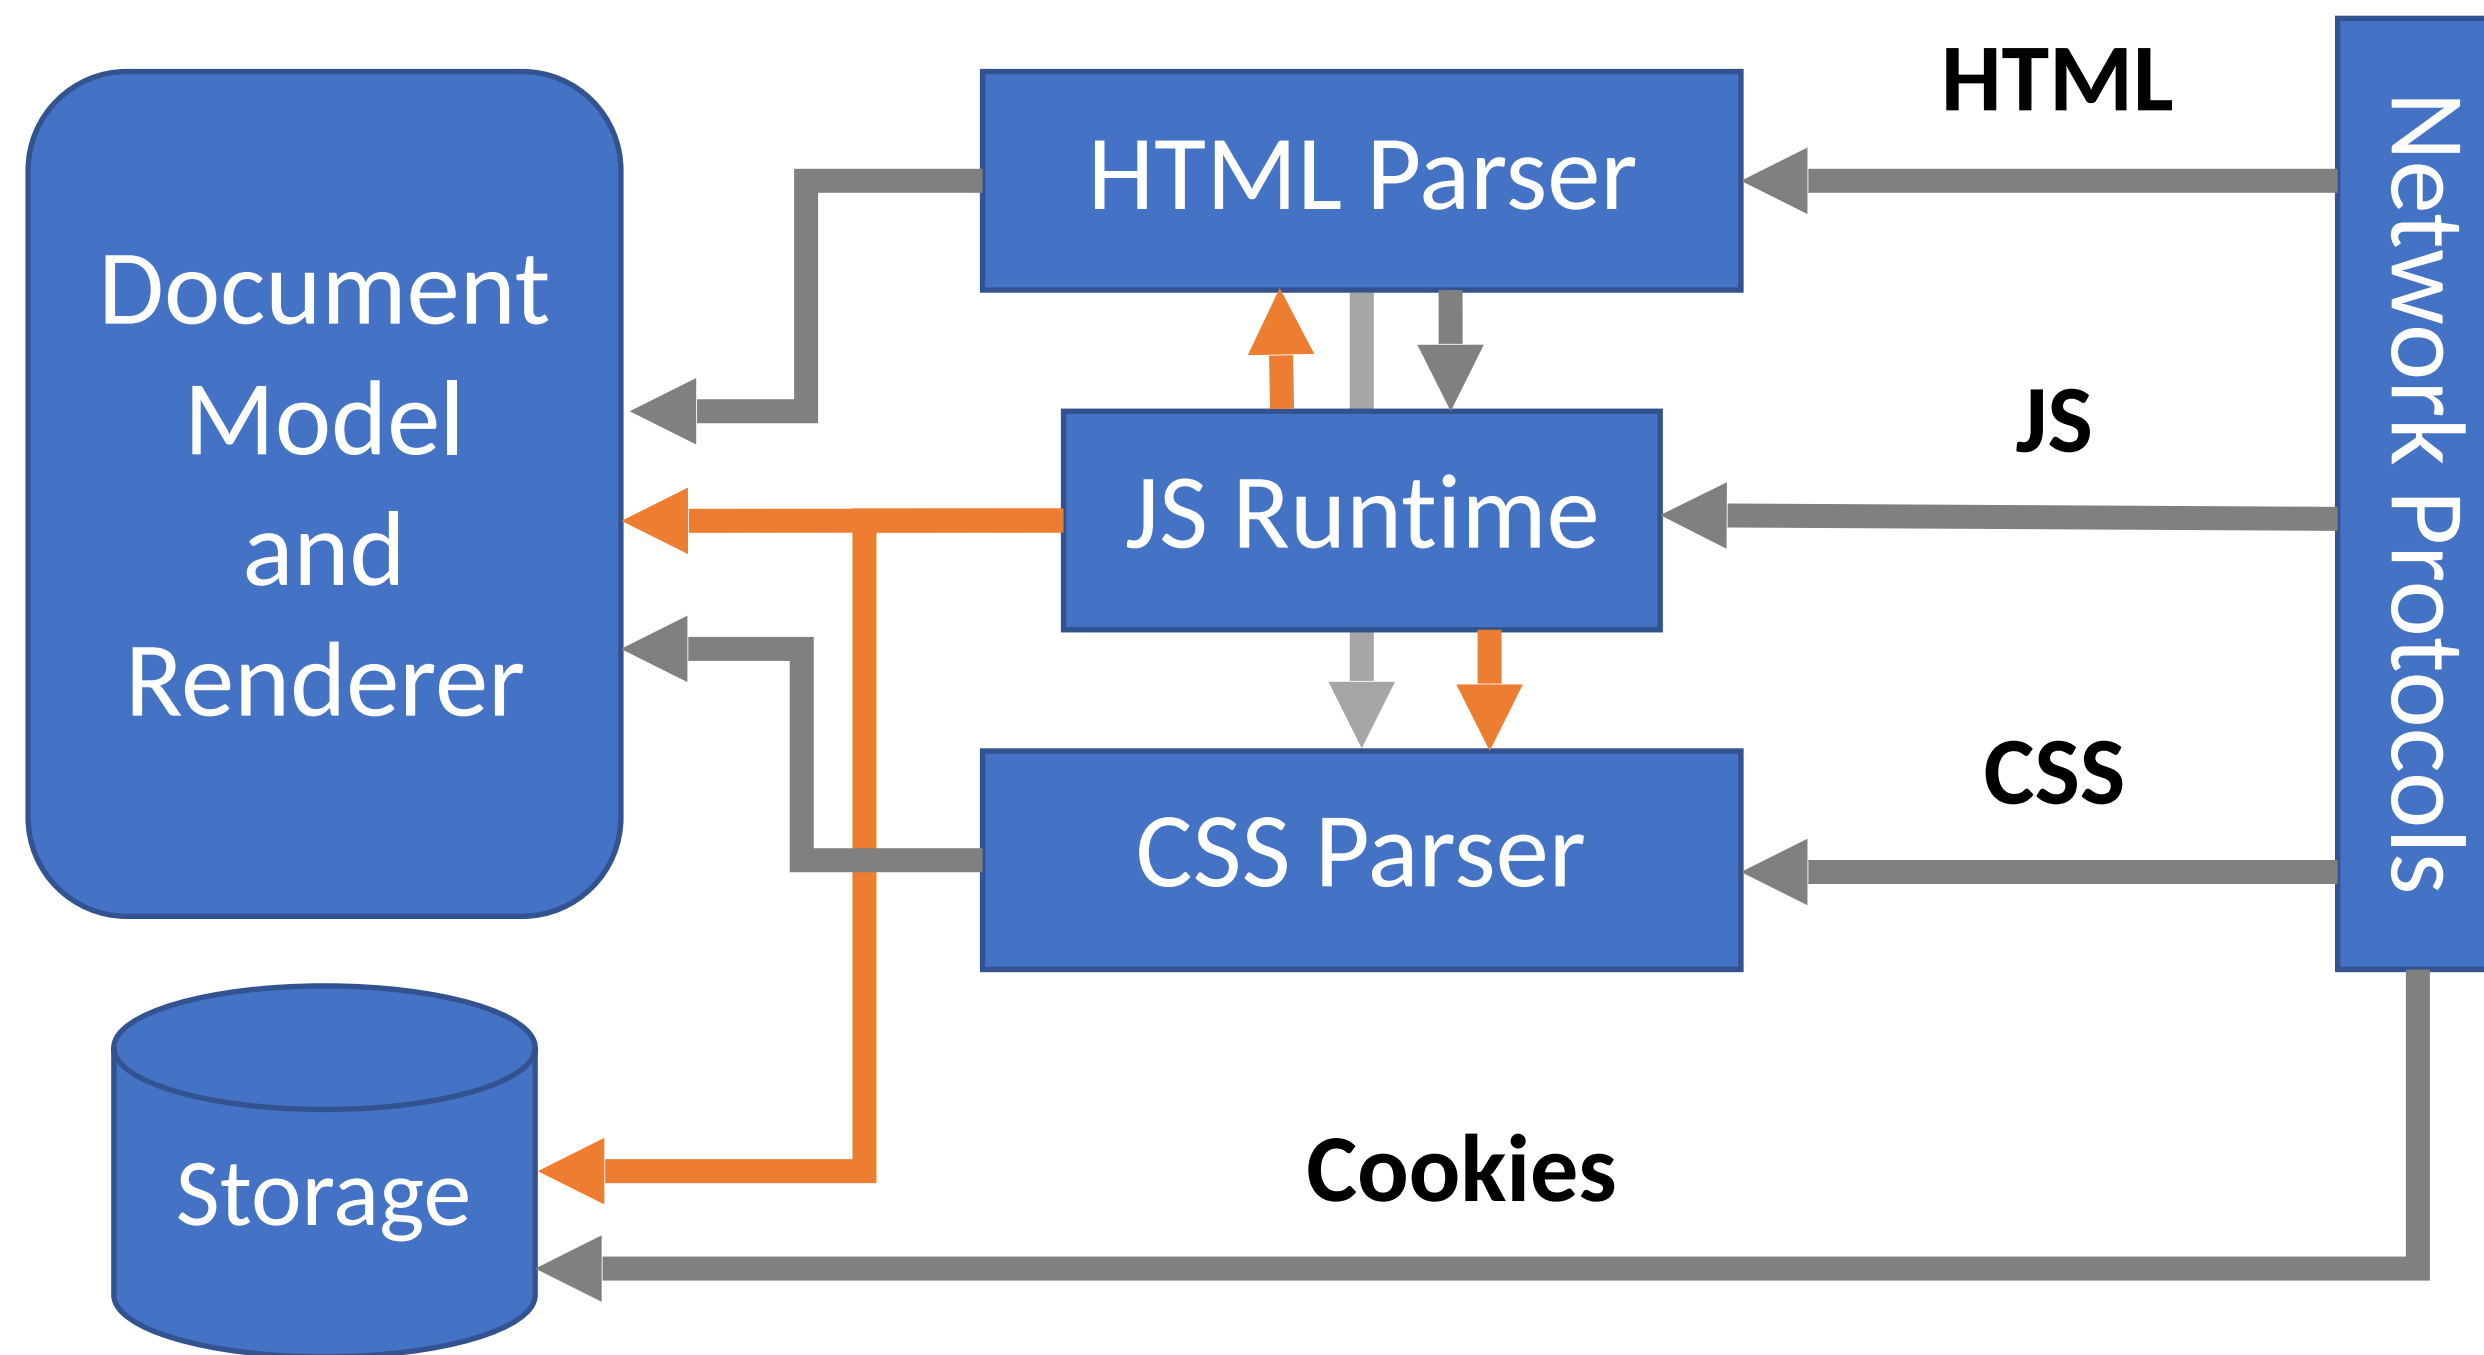 HTML
HTML Parser
Network Protocols
Document
Model
and
Renderer
JS
JS Runtime
CSS
CSS Parser
Cookies
Storage